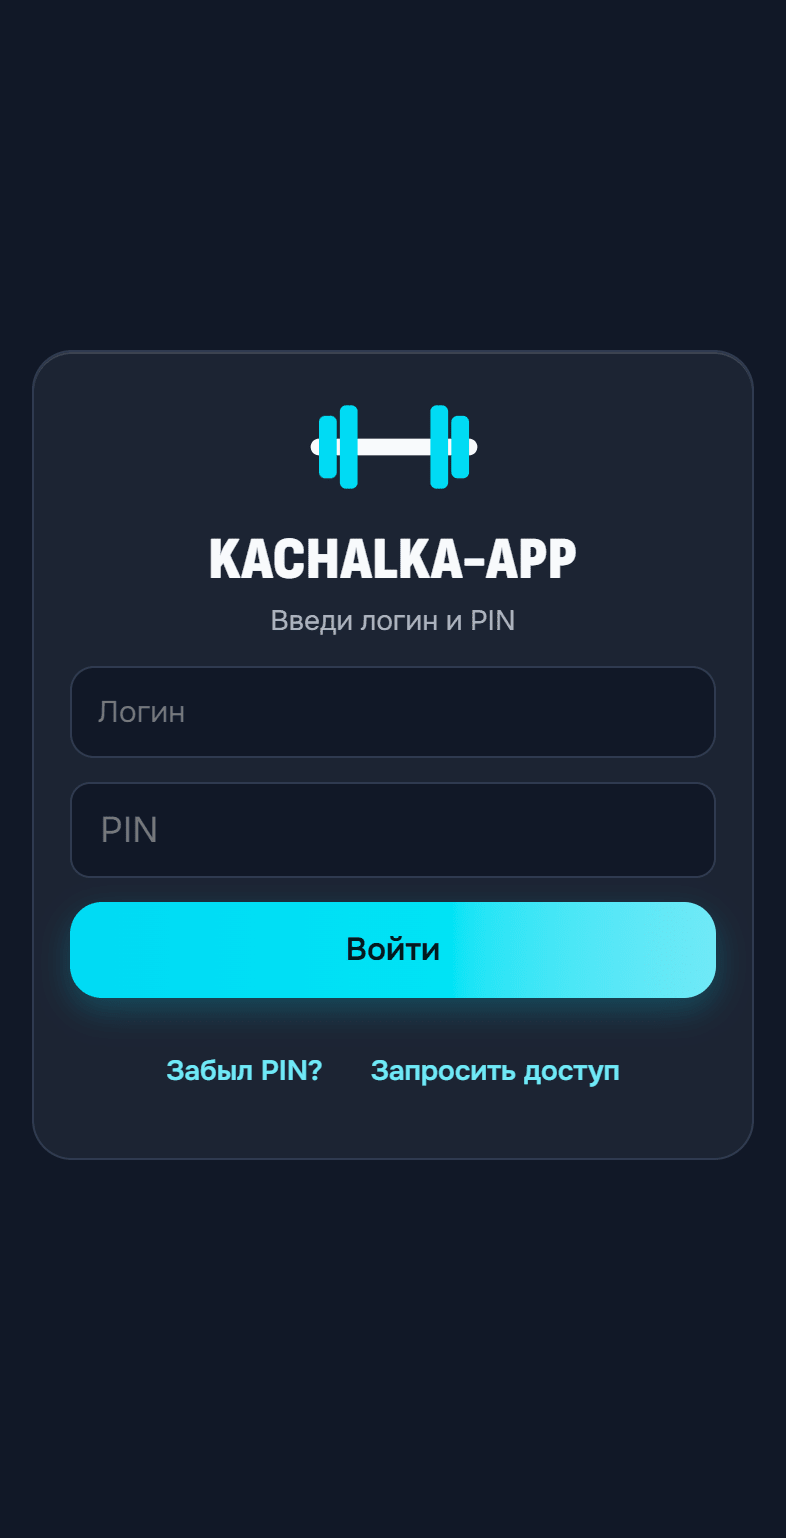 KACHALKA-APP
Введи логин и PIN
Логин
PIN
Войти
Забыл PIN? Запросить доступ